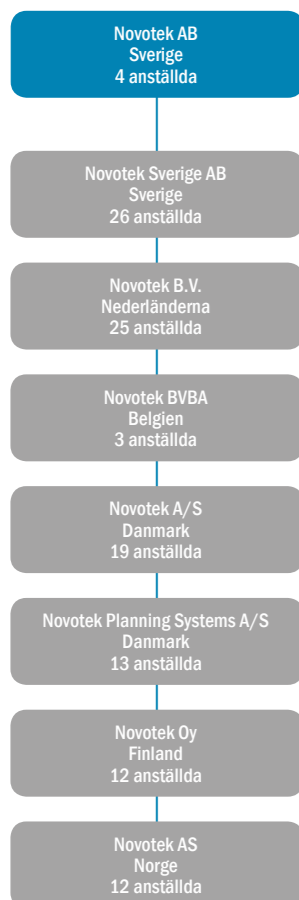 Novotek AB
Sverige
4 anställda
Novotek Sverige AB
Sverige
26 anställda
Novotek B.V.
Nederländerna
25 anställda
Novotek BVBA
Belgien
3 anställda
Novotek A/S
Danmark
19 anställda
Novotek Planning Systems A/S
Danmark
13 anställda
Novotek Oy
Finland
12 anställda
Novotek AS
Norge
12 anställda